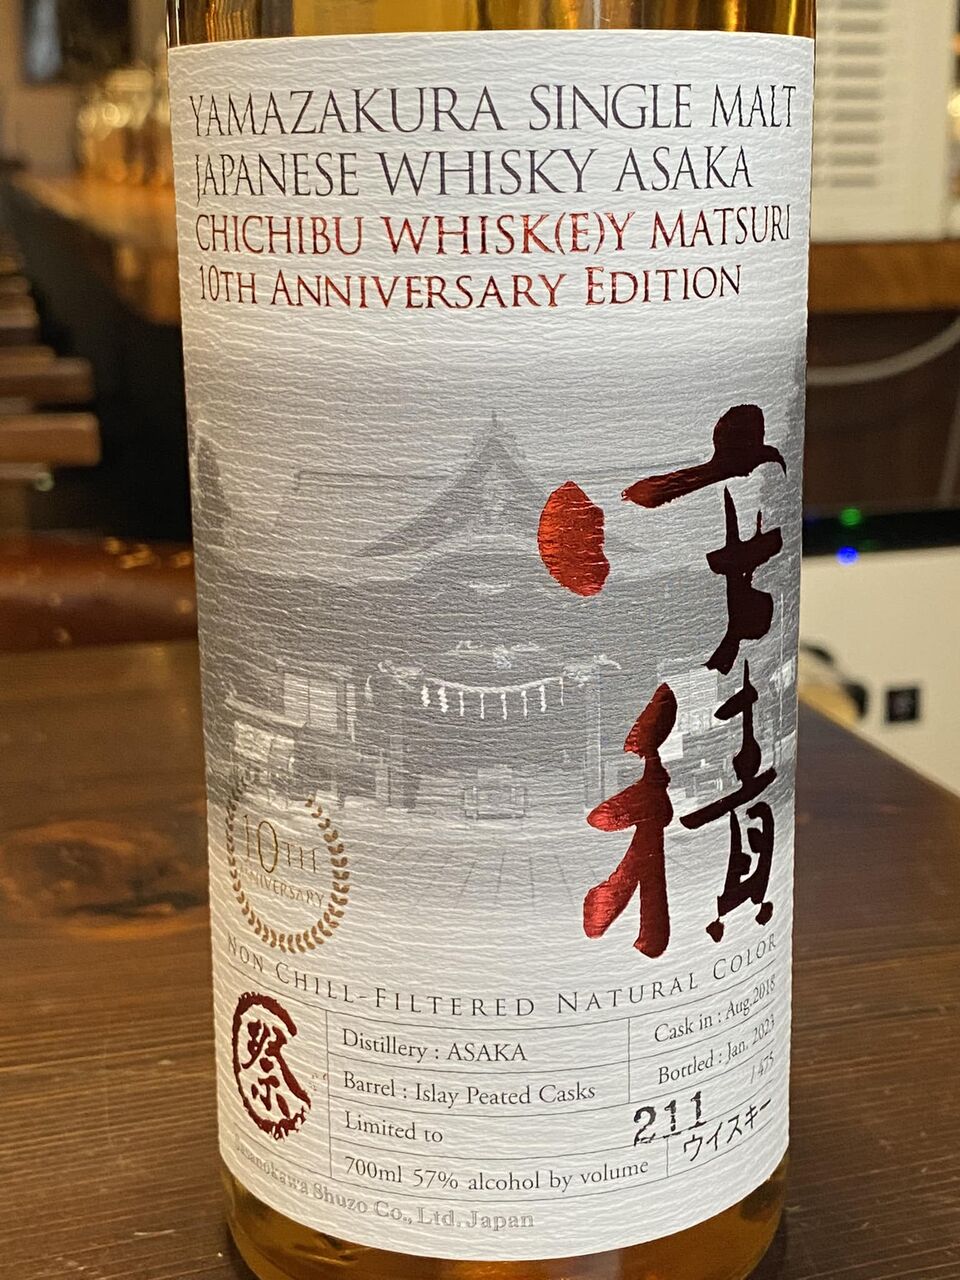 YAMAZAKURA SINGLE MALT
JAPANESE WHISKY ASAKA
CHICHIBU WHISK(E)Y MATSURI
10TH ANNIVERSARY EDITION
安積
10TH
ANNIVERSARY
NON CHILL-FILTERED NATURAL COLOR
祭
Distillery : ASAKA
Cask in : Aug.2018
Barrel : Islay Peated Casks
Bottled : Jan. 2023
Limited to
211 / 475
700ml 57% alcohol by volume
ウイスキー
Sasanokawa Shuzo Co., Ltd. Japan